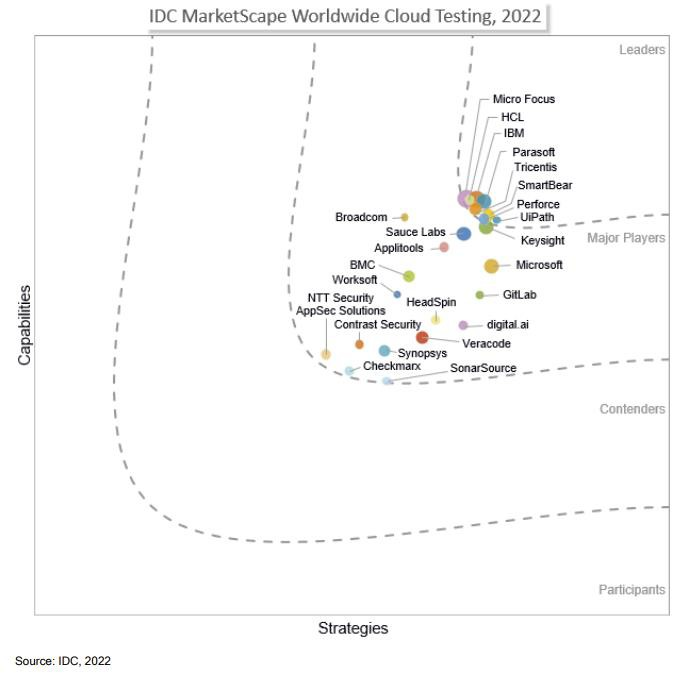 IDC MarketScape Worldwide Cloud Testing, 2022
Leaders
Micro Focus
HCL
IBM
Parasoft
Tricentis
SmartBear
Perforce
Broadcom
UiPath
Sauce Labs
Keysight
Major Players
Applitools
BMC
Microsoft
Worksoft
NTT Security
AppSec Solutions
HeadSpin
GitLab
Contrast Security
digital.ai
Veracode
Synopsys
Checkmarx
SonarSource
Capabilities
Contenders
Participants
Strategies
Source: IDC, 2022